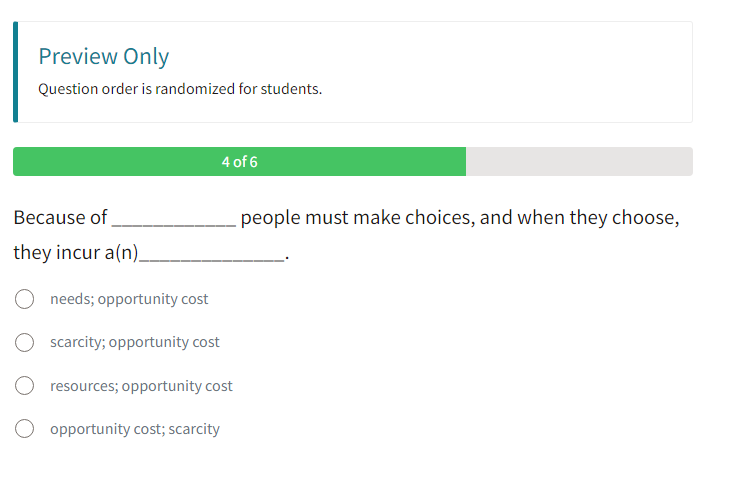 Preview Only
Question order is randomized for students.
4 of 6
Because of ____________ people must make choices, and when they choose,
they incur a(n)______________.
needs; opportunity cost
scarcity; opportunity cost
resources; opportunity cost
opportunity cost; scarcity